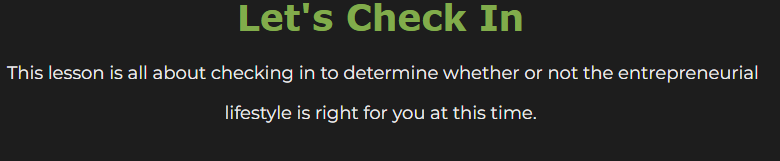 Let's Check In
This lesson is all about checking in to determine whether or not the entrepreneurial
lifestyle is right for you at this time.